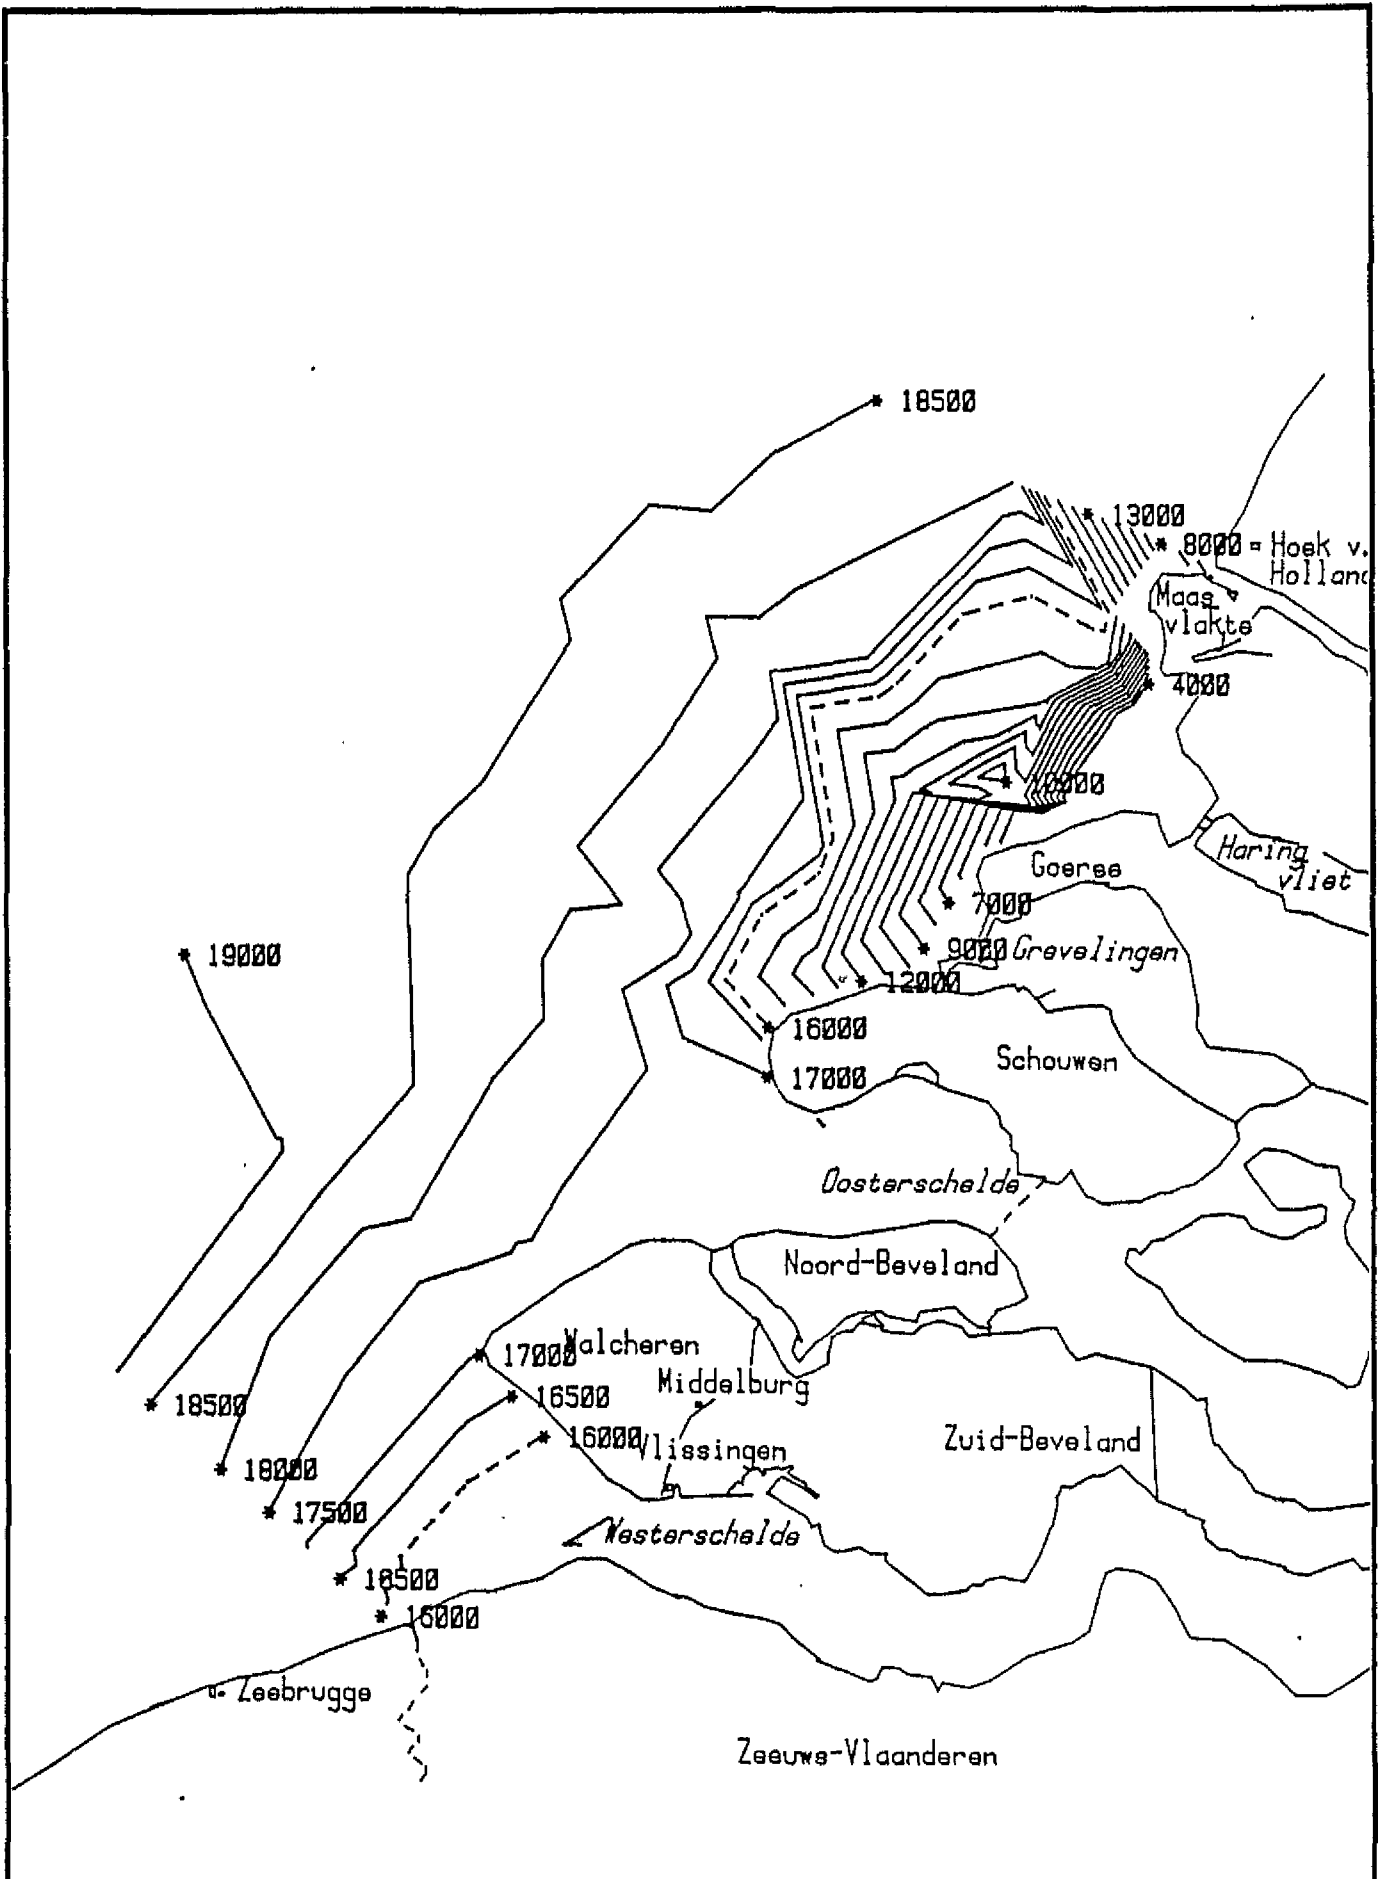 18500
13000
8000 Hoek v.
Holland
Maas
vlakte
4000
10000
Haring
vliet
Goeree
7000
19000
9000 Grevelingen
12000
16000
Schouwen
17000
Oosterschelde
Noord-Beveland
Walcheren
17000
Middelburg
16500
18500
16000
Vlissingen
Zuid-Beveland
18000
17500
Westerschelde
16500
16000
Zeebrugge
Zeeuws-Vlaanderen